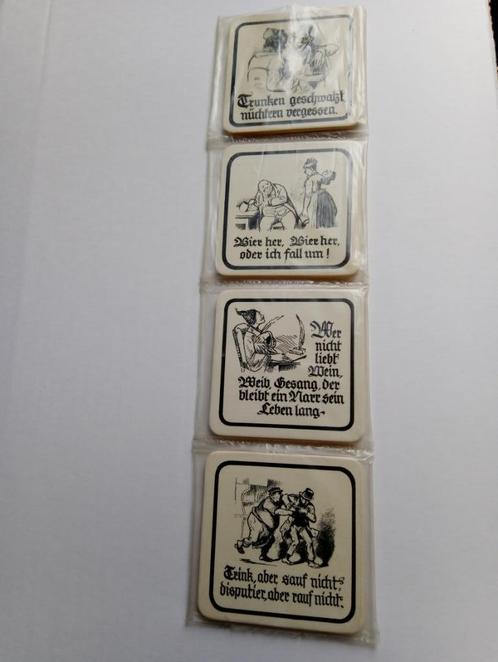 Trunken geschwatzt
nüchtern vergessen.
Bier her, Bier her,
oder ich fall um!
Wer
nicht
liebt
Wein,
Weib, Gesang, der
bleibt ein Narr sein
Leben lang-
Trink, aber sauf nicht;
disputier, aber rauf nicht.